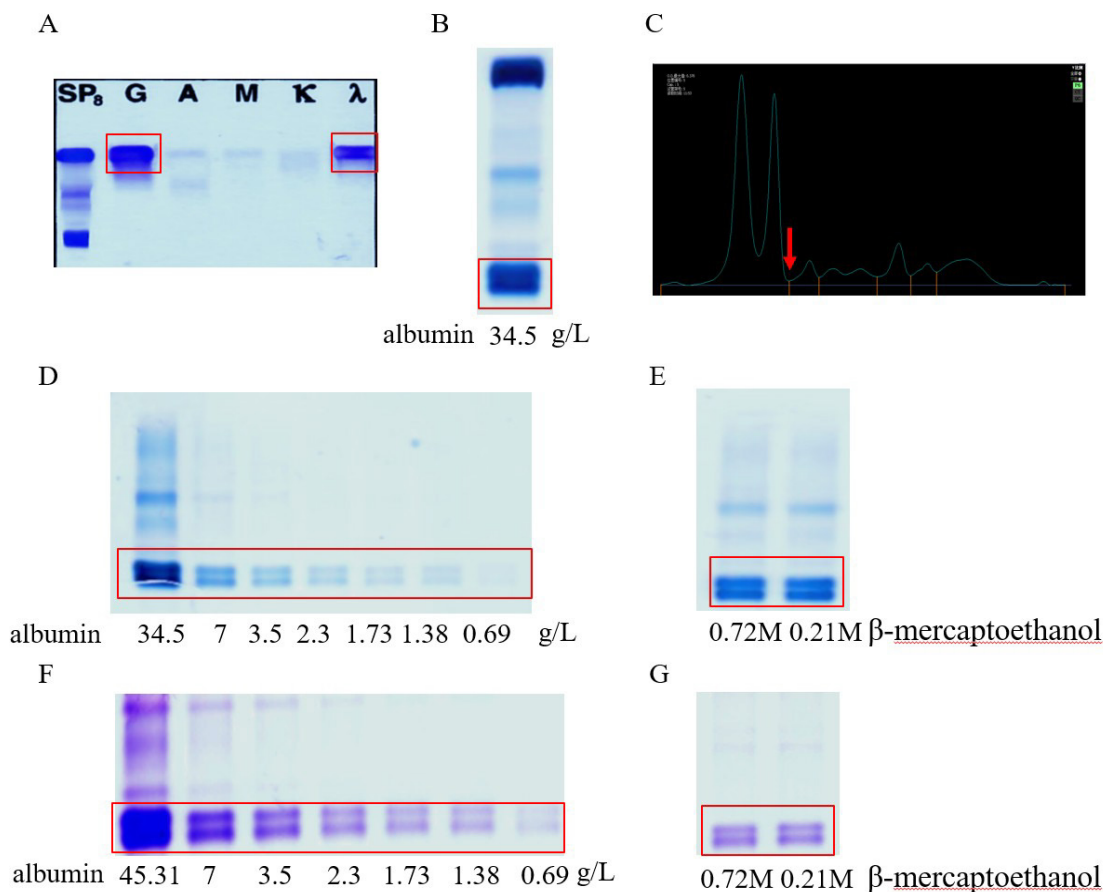 A
B
C
SP8 G A M K λ
albumin 34.5 g/L
D
E
albumin 34.5 7 3.5 2.3 1.73 1.38 0.69 g/L
0.72M 0.21M β-mercaptoethanol
F
G
albumin 45.31 7 3.5 2.3 1.73 1.38 0.69 g/L
0.72M 0.21M β-mercaptoethanol